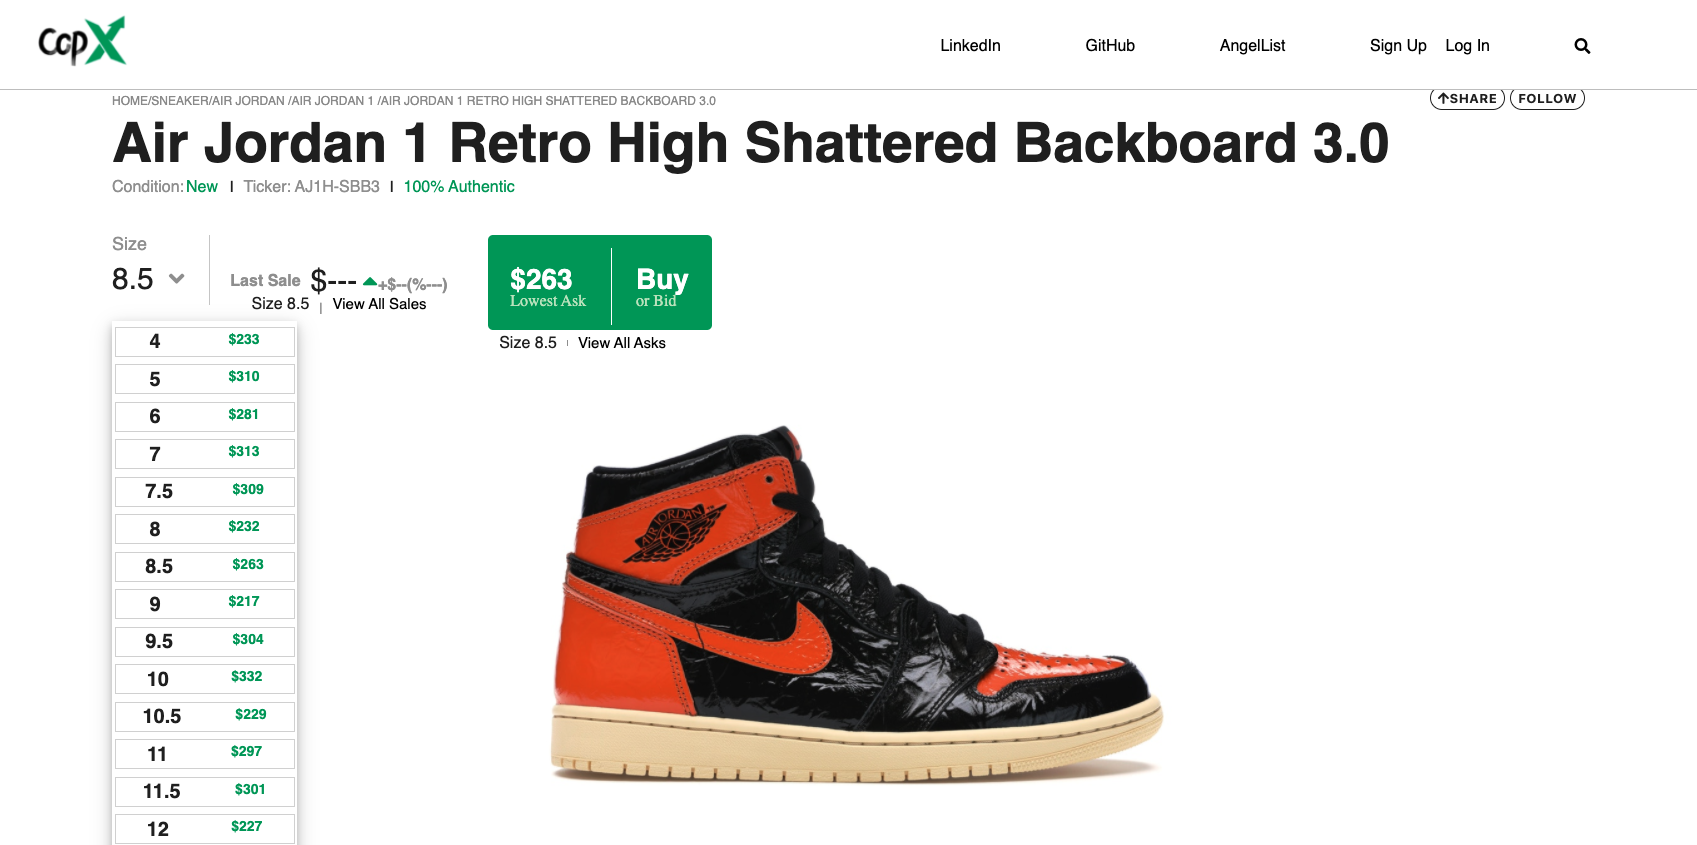 CopX
LinkedIn GitHub AngelList Sign Up Log In
HOME/SNEAKER/AIR JORDAN /AIR JORDAN 1 /AIR JORDAN 1 RETRO HIGH SHATTERED BACKBOARD 3.0
SHARE FOLLOW
Air Jordan 1 Retro High Shattered Backboard 3.0
Condition: New | Ticker: AJ1H-SBB3 | 100% Authentic
Size
8.5
Last Sale $--- +$--(%---)
Size 8.5 | View All Sales
$263 Buy
Lowest Ask or Bid
Size 8.5 | View All Asks
4 $233
5 $310
6 $281
7 $313
7.5 $309
8 $232
8.5 $263
9 $217
9.5 $304
10 $332
10.5 $229
11 $297
11.5 $301
12 $227
AIR JORDAN